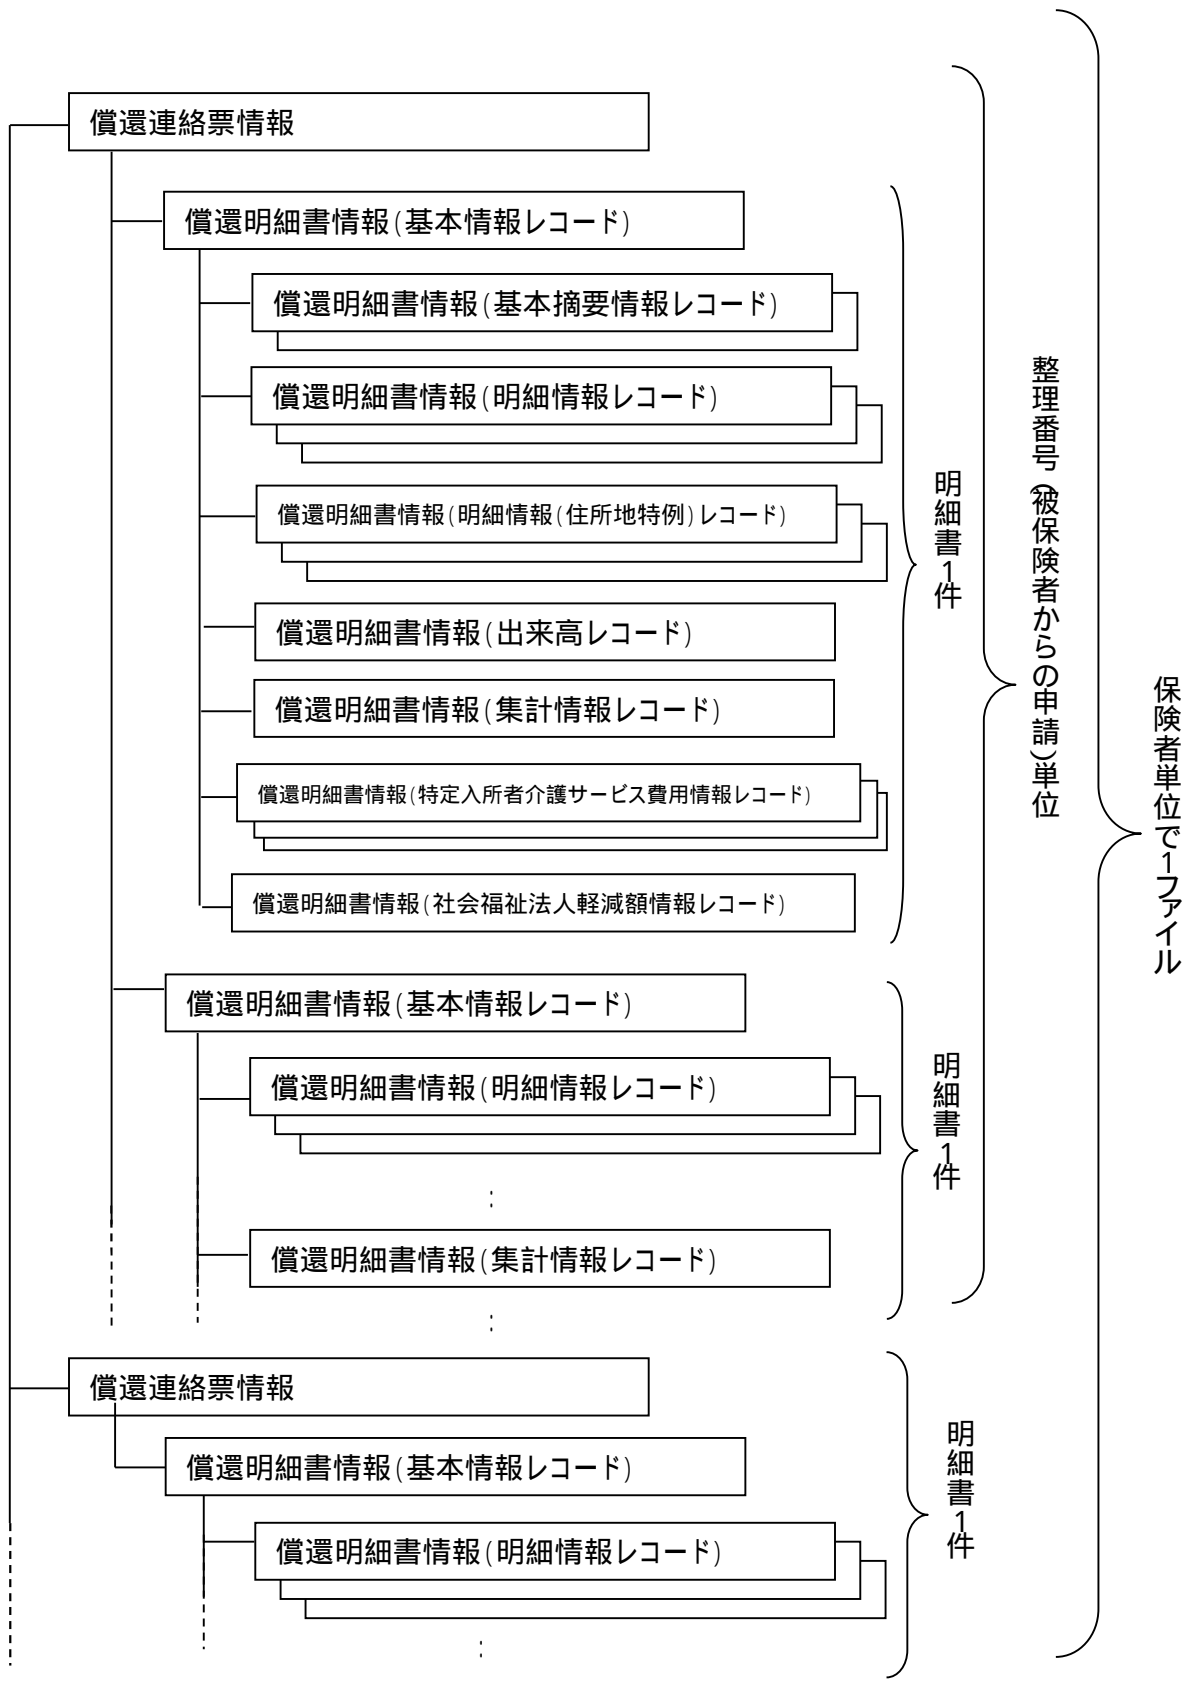 償還連絡票情報
償還明細書情報(基本情報レコード)
償還明細書情報(基本摘要情報レコード)
償還明細書情報(明細情報レコード)
償還明細書情報(明細情報(住所地特例)レコード)
償還明細書情報(出来高レコード)
償還明細書情報(集計情報レコード)
償還明細書情報(特定入所者介護サービス費用情報レコード)
償還明細書情報(社会福祉法人軽減額情報レコード)
明細書1件
償還明細書情報(基本情報レコード)
償還明細書情報(明細情報レコード)
:
償還明細書情報(集計情報レコード)
:
明細書1件
整理番号(被保険者からの申請)単位
償還連絡票情報
償還明細書情報(基本情報レコード)
償還明細書情報(明細情報レコード)
:
明細書1件
保険者単位で1ファイル